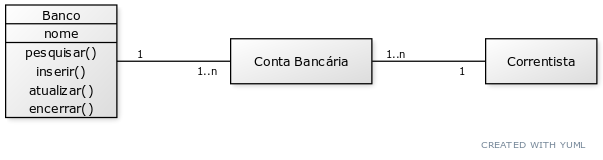 Banco
nome
pesquisar()
inserir()
atualizar()
encerrar()
1
1..n
Conta Bancária
1..n
1
Correntista
CREATED WITH YUML